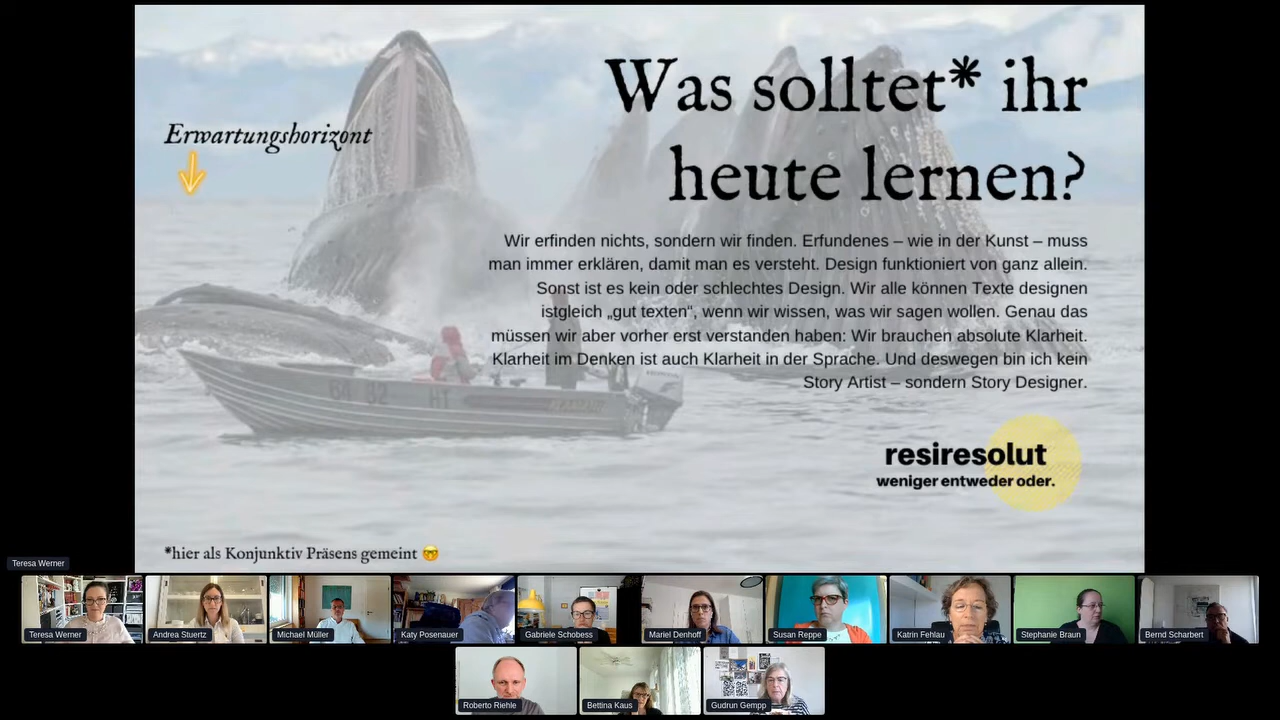 Was solltet* ihr
heute lernen?
Erwartungshorizont
Wir erfinden nichts, sondern wir finden. Erfundenes – wie in der Kunst – muss
man immer erklären, damit man es versteht. Design funktioniert von ganz allein.
Sonst ist es kein oder schlechtes Design. Wir alle können Texte designen
istgleich „gut texten“, wenn wir wissen, was wir sagen wollen. Genau das
müssen wir aber vorher erst verstanden haben: Wir brauchen absolute Klarheit.
Klarheit im Denken ist auch Klarheit in der Sprache. Und deswegen bin ich kein
Story Artist – sondern Story Designer.
resiresolut
weniger entweder oder.
*hier als Konjunktiv Präsens gemeint
Teresa Werner
Teresa Werner
Andrea Stuertz
Michael Müller
Katy Posenauer
Gabriele Schobess
Mariel Denhoff
Susan Reppe
Katrin Fehlau
Stephanie Braun
Bernd Scharbert
Roberto Riehle
Bettina Kaus
Gudrun Gempp